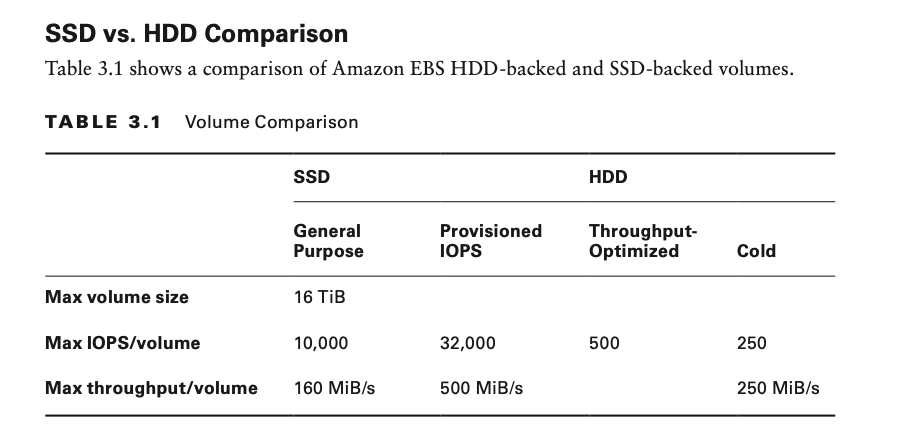 SSD vs. HDD Comparison
Table 3.1 shows a comparison of Amazon EBS HDD-backed and SSD-backed volumes.
TABLE 3.1 Volume Comparison
SSD HDD
General Purpose Provisioned IOPS Throughput-Optimized Cold
Max volume size 16 TiB
Max IOPS/volume 10,000 32,000 500 250
Max throughput/volume 160 MiB/s 500 MiB/s 250 MiB/s